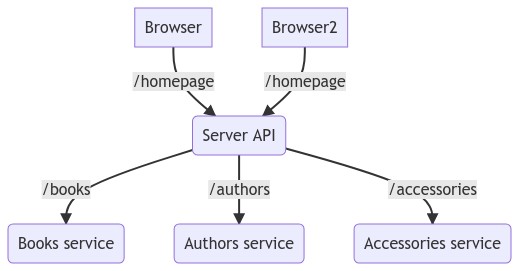 Browser
Browser2
/homepage
/homepage
Server API
/books
/authors
/accessories
Books service
Authors service
Accessories service